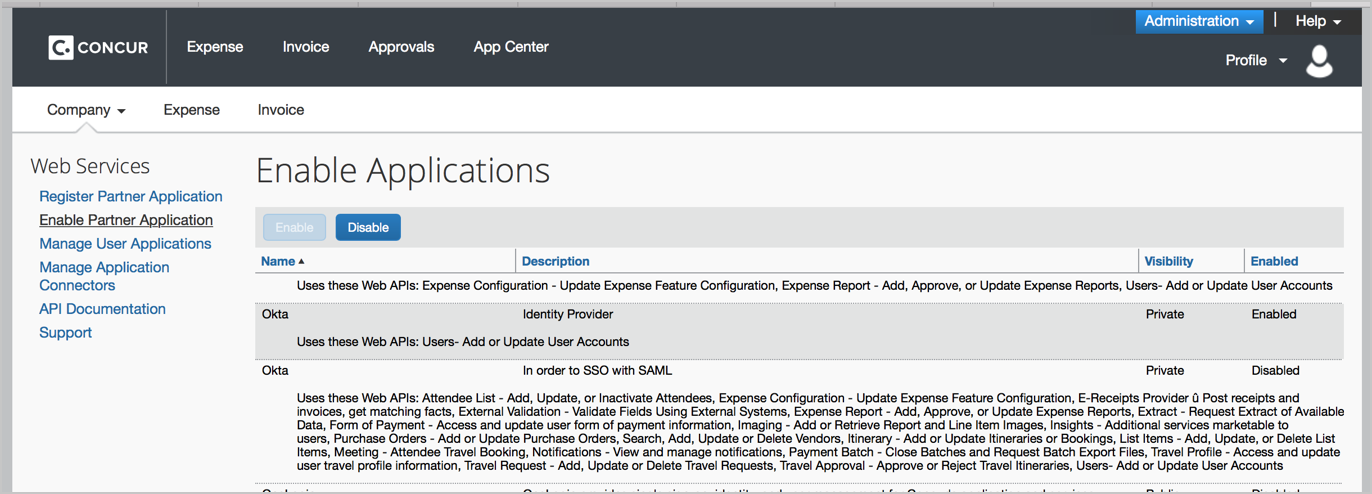 Administration
Help
CONCUR
Expense
Invoice
Approvals
App Center
Profile
Company
Expense
Invoice
Web Services
Register Partner Application
Enable Partner Application
Manage User Applications
Manage Application
Connectors
API Documentation
Support
Enable Applications
Enable
Disable
Name
Description
Visibility
Enabled
Uses these Web APIs: Expense Configuration - Update Expense Feature Configuration, Expense Report - Add, Approve, or Update Expense Reports, Users- Add or Update User Accounts
Okta
Identity Provider
Private
Enabled
Uses these Web APIs: Users- Add or Update User Accounts
Okta
In order to SSO with SAML
Private
Disabled
Uses these Web APIs: Attendee List - Add, Update, or Inactivate Attendees, Expense Configuration - Update Expense Feature Configuration, E-Receipts Provider û Post receipts and
invoices, get matching facts, External Validation - Validate Fields Using External Systems, Expense Report - Add, Approve, or Update Expense Reports, Extract - Request Extract of Available
Data, Form of Payment - Access and update user form of payment information, Imaging - Add or Retrieve Report and Line Item Images, Insights - Additional services marketable to
users, Purchase Orders - Add or Update Purchase Orders, Search, Add, Update or Delete Vendors, Itinerary - Add or Update Itineraries or Bookings, List Items - Add, Update, or Delete List
Items, Meeting - Attendee Travel Booking, Notifications - View and manage notifications, Payment Batch - Close Batches and Request Batch Export Files, Travel Profile - Access and update
user travel profile information, Travel Request - Add, Update or Delete Travel Requests, Travel Approval - Approve or Reject Travel Itineraries, Users- Add or Update User Accounts